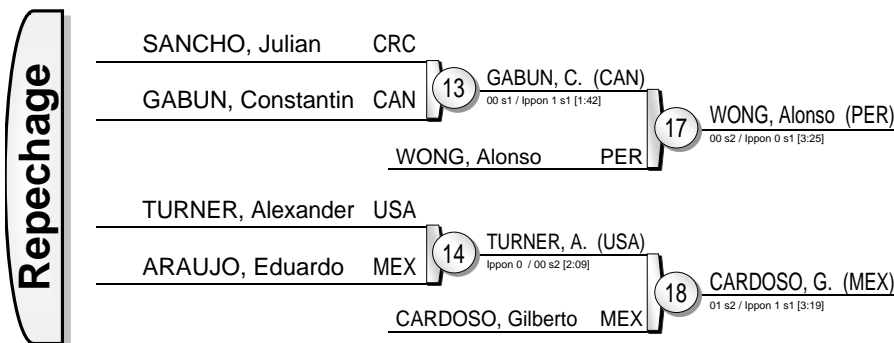 Repechage
SANCHO, Julian CRC
GABUN, Constantin CAN
13
GABUN, C. (CAN)
00 s1 / Ippon 1 s1 [1:42]
WONG, Alonso PER
17
WONG, Alonso (PER)
00 s2 / Ippon 0 s1 [3:25]
TURNER, Alexander USA
ARAUJO, Eduardo MEX
14
TURNER, A. (USA)
Ippon 0 / 00 s2 [2:09]
CARDOSO, Gilberto MEX
18
CARDOSO, G. (MEX)
01 s2 / Ippon 1 s1 [3:19]